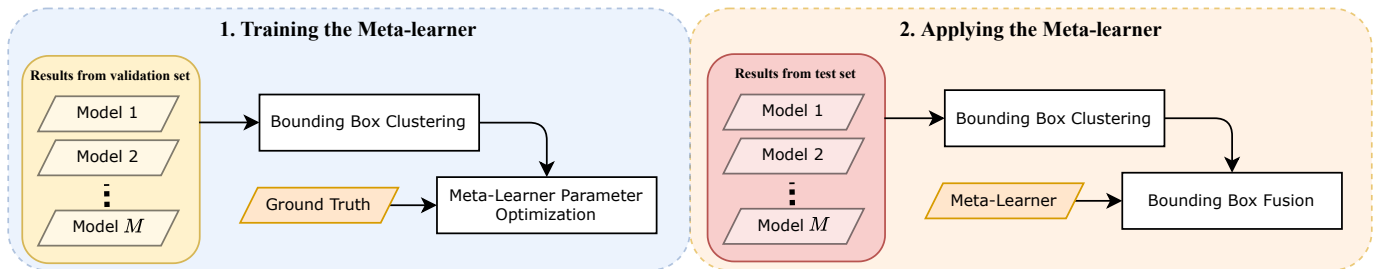 1. Training the Meta-learner
Results from validation set
Model 1
Model 2
Model M
Bounding Box Clustering
Ground Truth
Meta-Learner Parameter
Optimization
2. Applying the Meta-learner
Results from test set
Model 1
Model 2
Model M
Bounding Box Clustering
Meta-Learner
Bounding Box Fusion